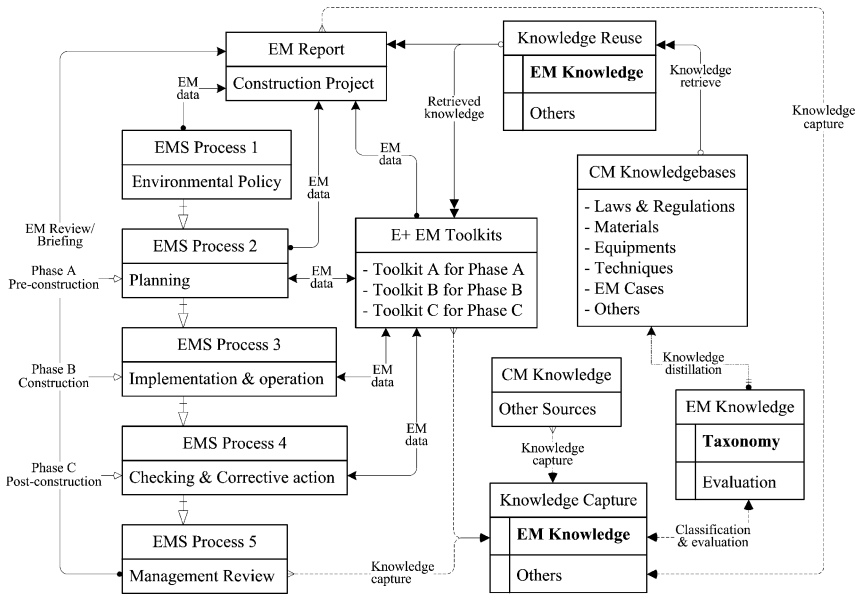 EM Report
Construction Project
Knowledge Reuse
EM Knowledge
Others
EM
data
Retrieved
knowledge
Knowledge
retrieve
Knowledge
capture
EMS Process 1
Environmental Policy
EM
data
EM
data
CM Knowledgebases
- Laws & Regulations
- Materials
- Equipments
- Techniques
- EM Cases
- Others
EM Review/
Briefing
EMS Process 2
Planning
Phase A
Pre-construction
EM
data
E+ EM Toolkits
- Toolkit A for Phase A
- Toolkit B for Phase B
- Toolkit C for Phase C
EMS Process 3
Implementation & operation
Phase B
Construction
EM
data
CM Knowledge
Other Sources
Knowledge
distillation
EM Knowledge
Taxonomy
Evaluation
EMS Process 4
Checking & Corrective action
Phase C
Post-construction
EM
data
Knowledge
capture
Knowledge Capture
EM Knowledge
Others
Classification
& evaluation
EMS Process 5
Management Review
Knowledge
capture